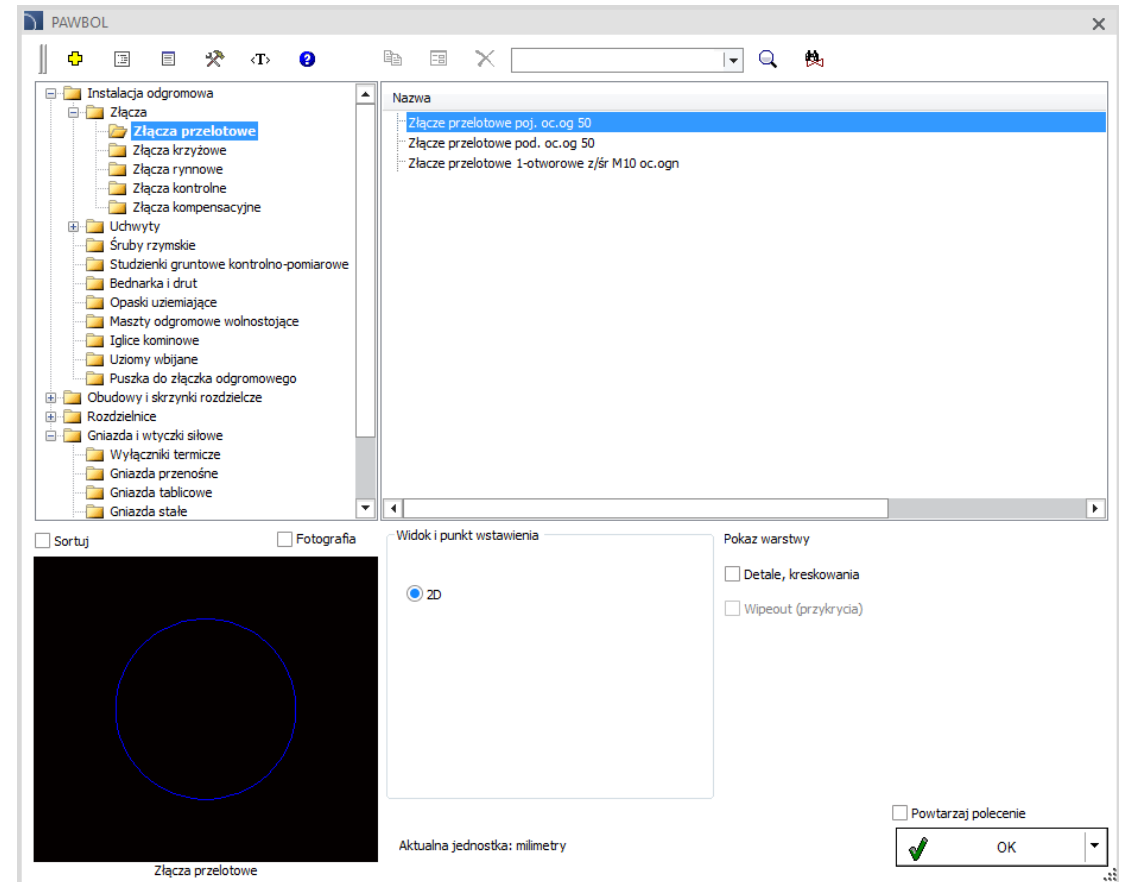 PAWBOL
<T>
Instalacja odgromowa
Złącza
Złącza przelotowe
Złącza krzyżowe
Złącza rynnowe
Złącza kontrolne
Złącza kompensacyjne
Uchwyty
Śruby rzymskie
Studzienki gruntowe kontrolno-pomiarowe
Bednarka i drut
Opaski uziemiające
Maszty odgromowe wolnostojące
Iglice kominowe
Uziomy wbijane
Puszka do złączka odgromowego
Obudowy i skrzynki rozdzielcze
Rozdzielnice
Gniazda i wtyczki siłowe
Wyłączniki termicze
Gniazda przenośne
Gniazda tablicowe
Gniazda stałe
Nazwa
Złącze przelotowe poj. oc.og 50
Złącze przelotowe pod. oc.og 50
Złacze przelotowe 1-otworowe z/śr M10 oc.ogn
Sortuj
Fotografia
Złącza przelotowe
Widok i punkt wstawienia
2D
Aktualna jednostka: milimetry
Pokaz warstwy
Detale, kreskowania
Wipeout (przykrycia)
Powtarzaj polecenie
OK